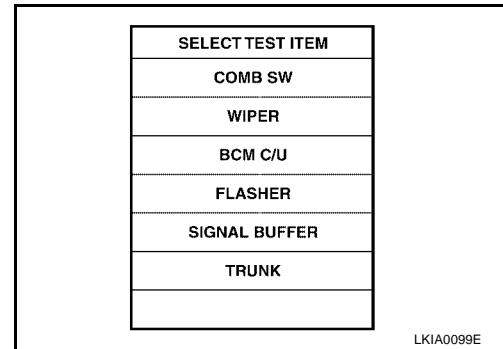 SELECT TEST ITEM
COMB SW
WIPER
BCM C/U
FLASHER
SIGNAL BUFFER
TRUNK
LKIA0099E